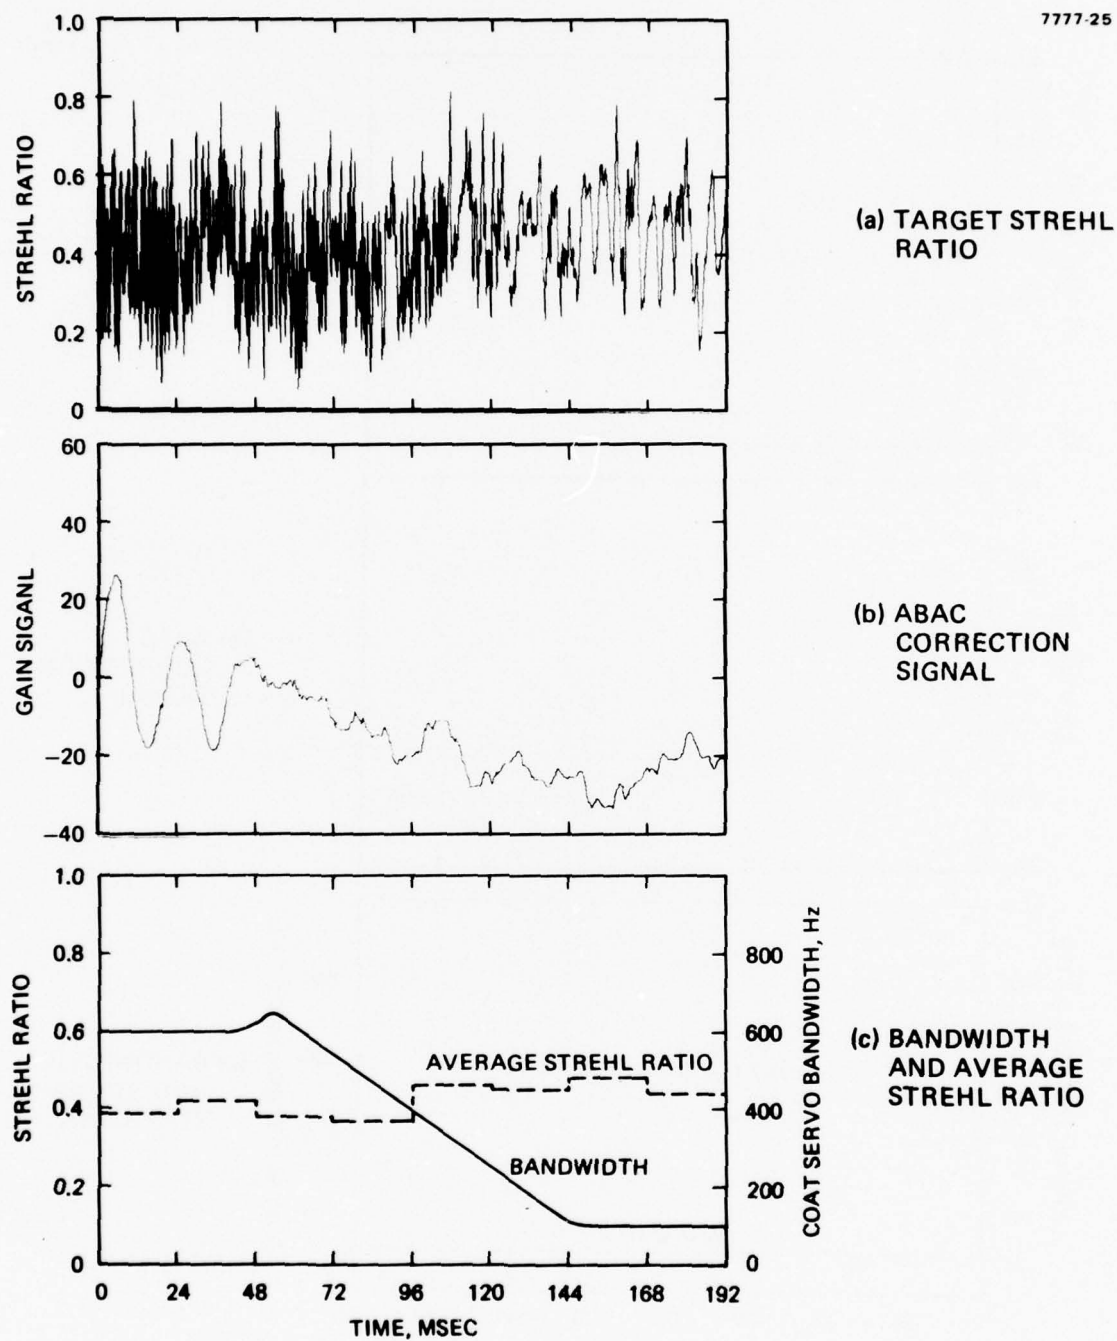 7777-25
1.0
0.8
0.6
0.4
0.2
0
STREHL RATIO
(a) TARGET STREHL
RATIO
60
40
20
0
−20
−40
GAIN SIGANL
(b) ABAC
CORRECTION
SIGNAL
1.0
0.8
0.6
0.4
0.2
0
STREHL RATIO
AVERAGE STREHL RATIO
BANDWIDTH
800
600
400
200
0
COAT SERVO BANDWIDTH, Hz
(c) BANDWIDTH
AND AVERAGE
STREHL RATIO
0 24 48 72 96 120 144 168 192
TIME, MSEC